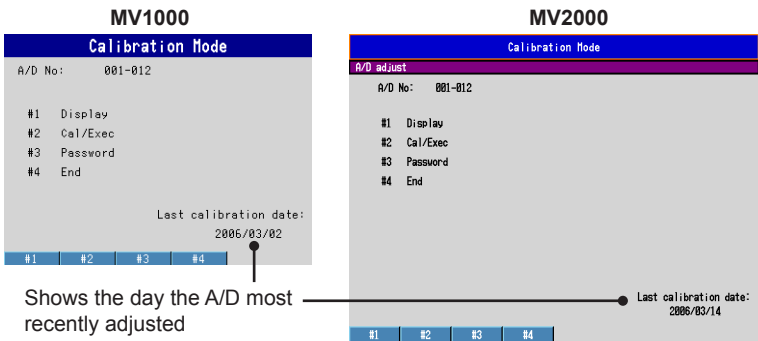 MV1000
Calibration Mode
A/D No: 001-012
#1 Display
#2 Cal/Exec
#3 Password
#4 End
Last calibration date:
2006/03/02
#1 #2 #3 #4
MV2000
Calibration Mode
A/D adjust
A/D No: 001-012
#1 Display
#2 Cal/Exec
#3 Password
#4 End
Last calibration date:
2006/03/14
#1 #2 #3 #4
Shows the day the A/D most
recently adjusted